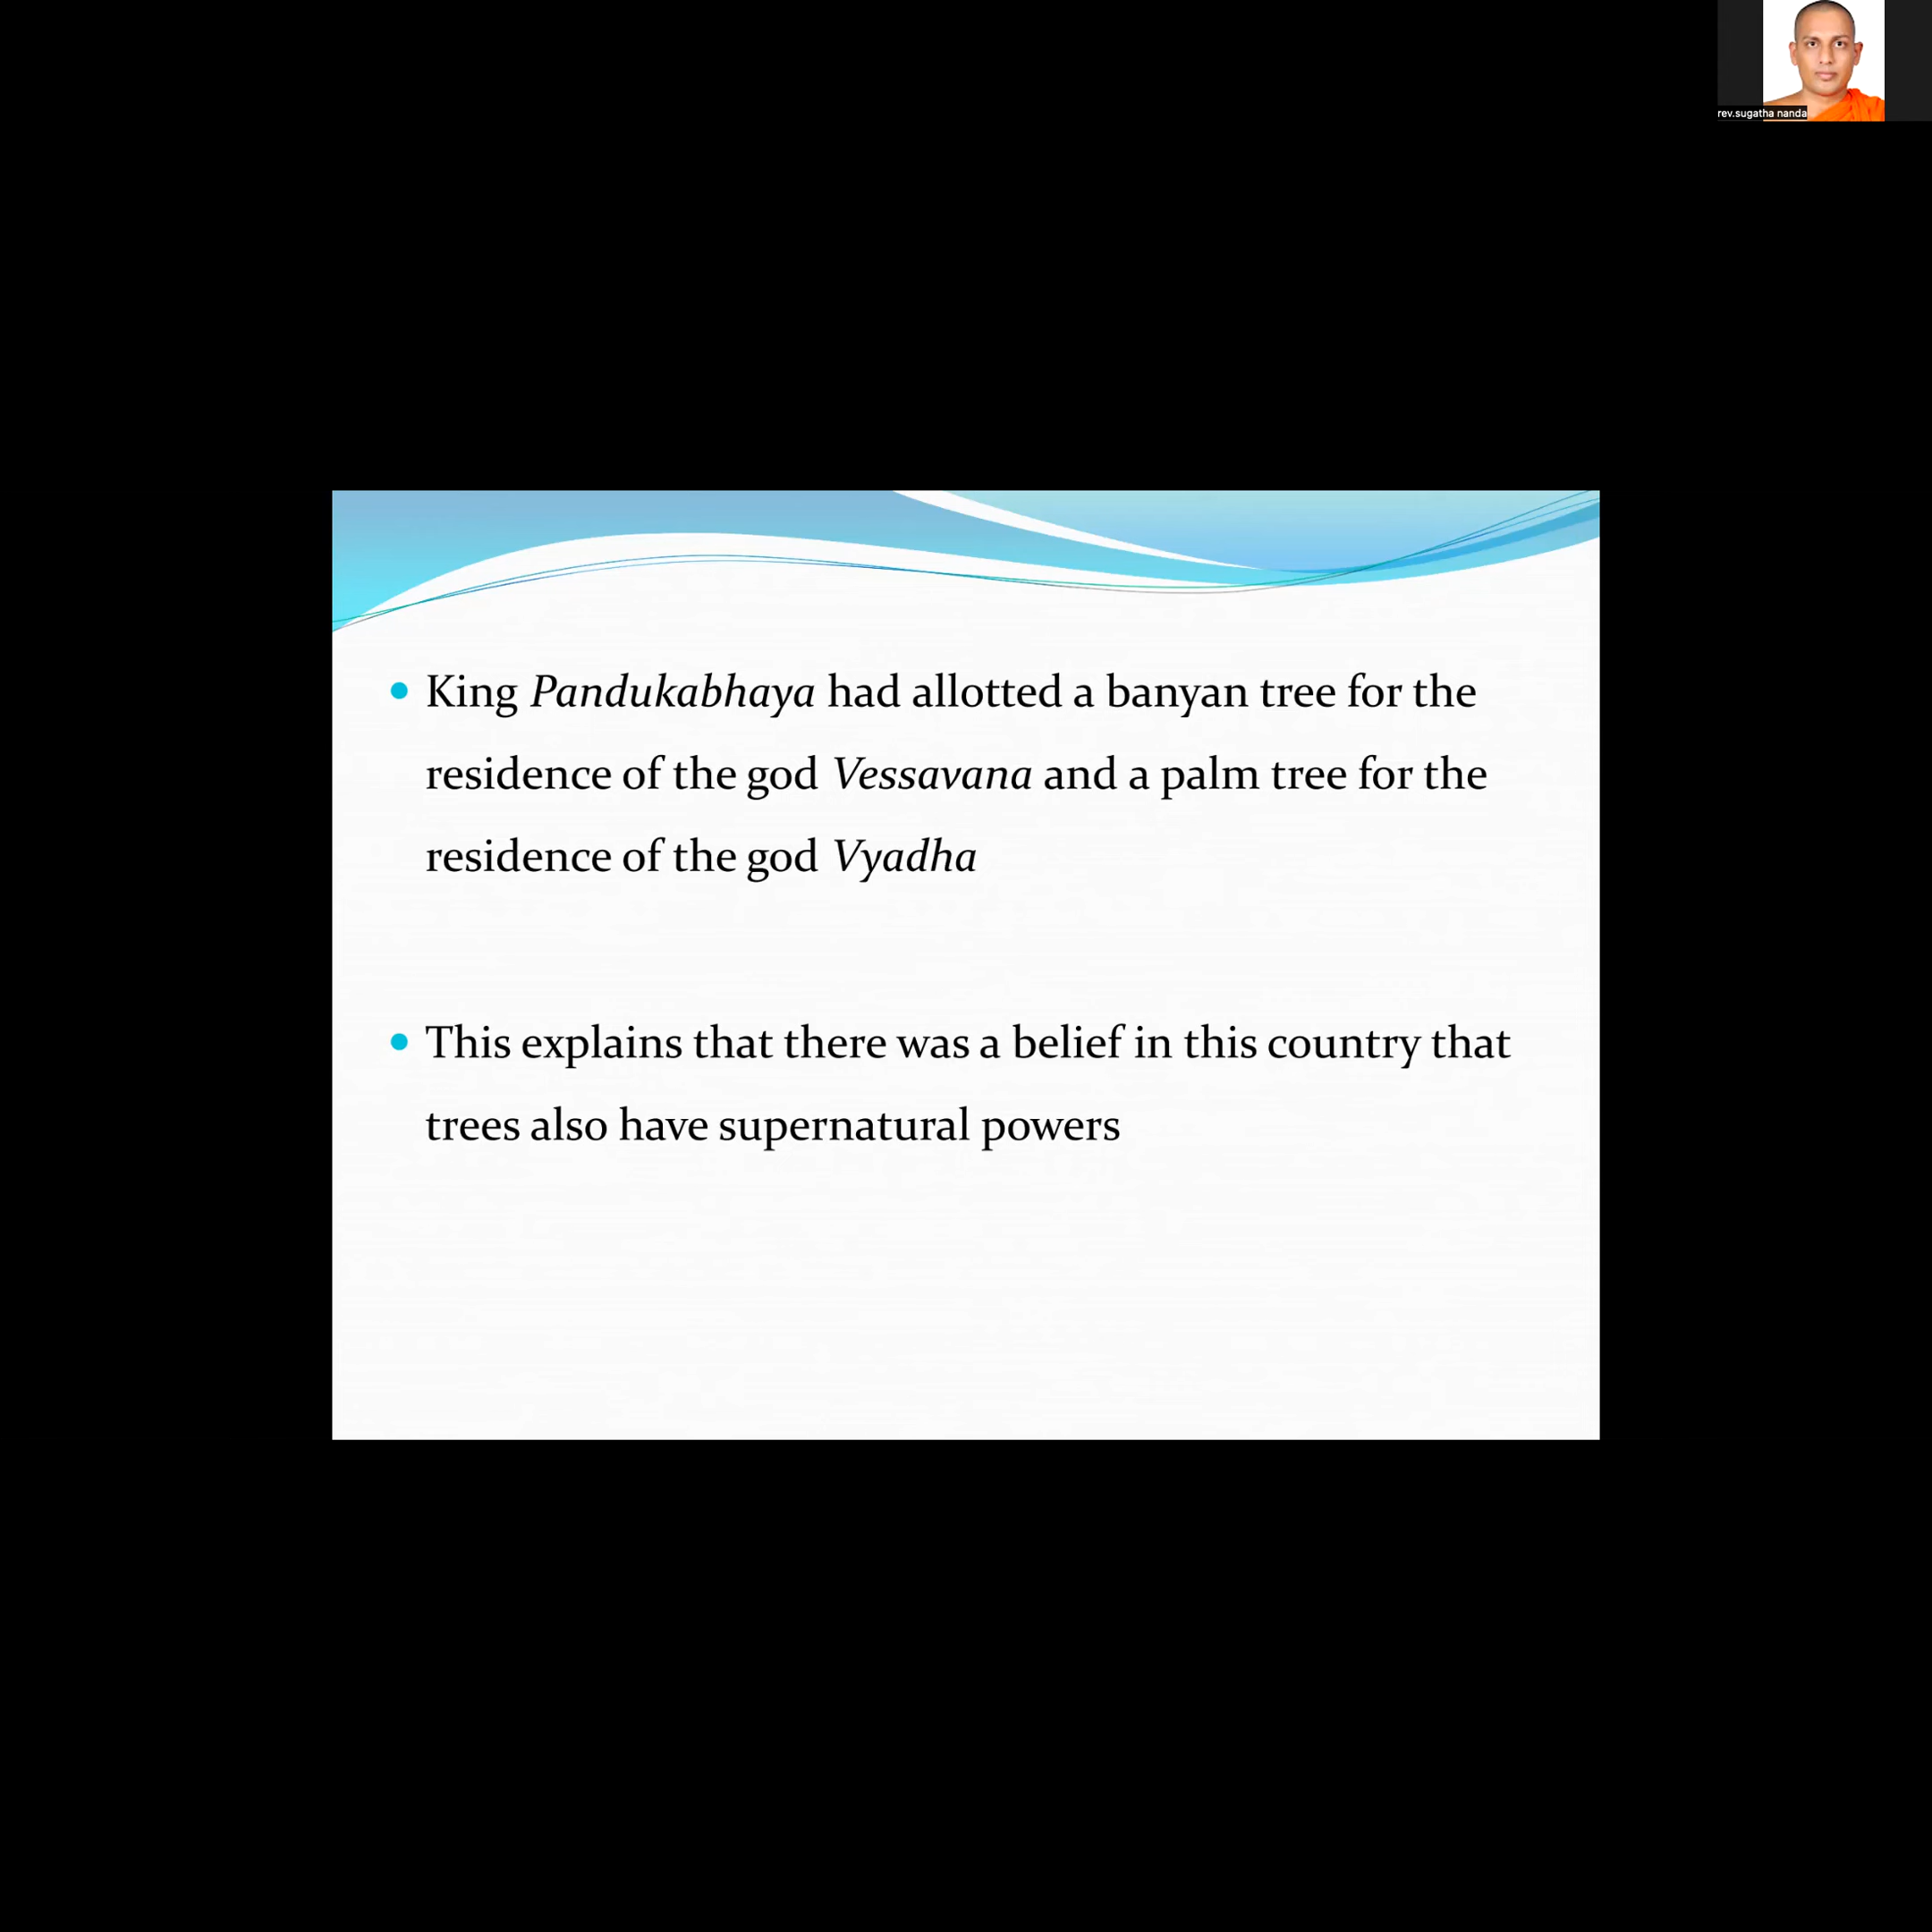 rev.sugatha nanda
King Pandukabhaya had allotted a banyan tree for the
residence of the god Vessavana and a palm tree for the
residence of the god Vyadha
This explains that there was a belief in this country that
trees also have supernatural powers